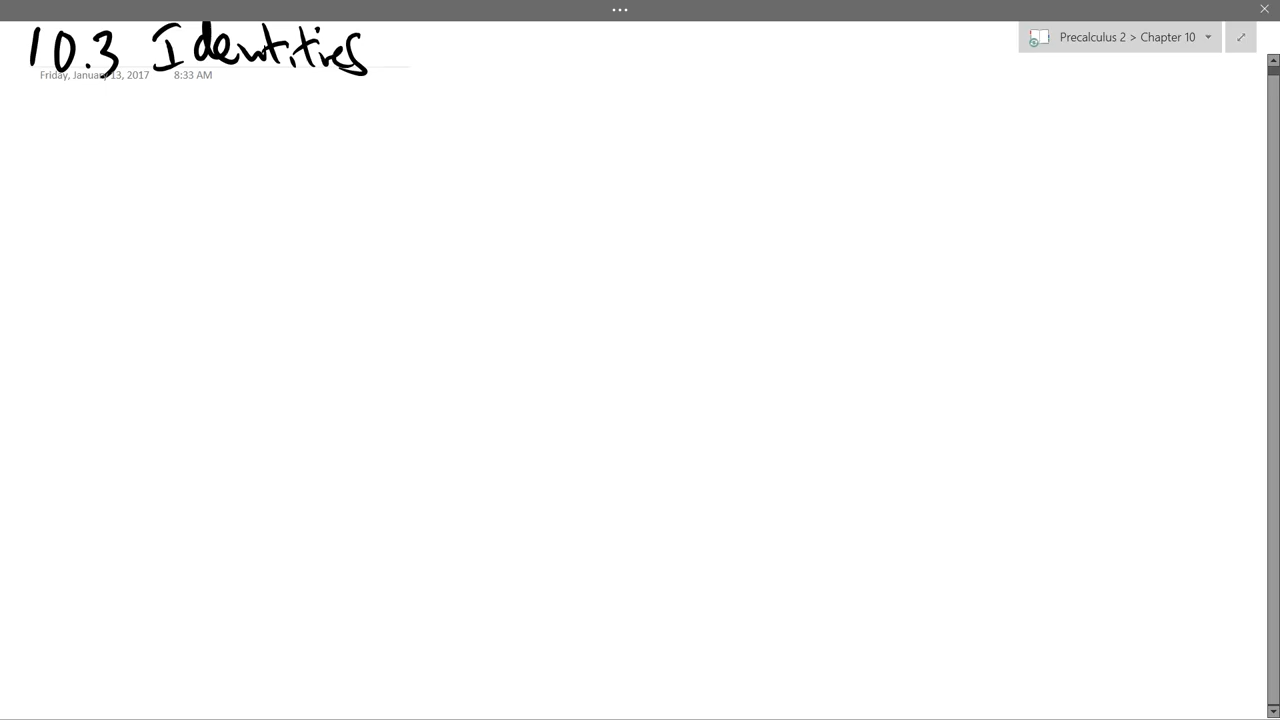 10.3 Identities
Precalculus 2 > Chapter 10
Friday, January 13, 2017 8:33 AM